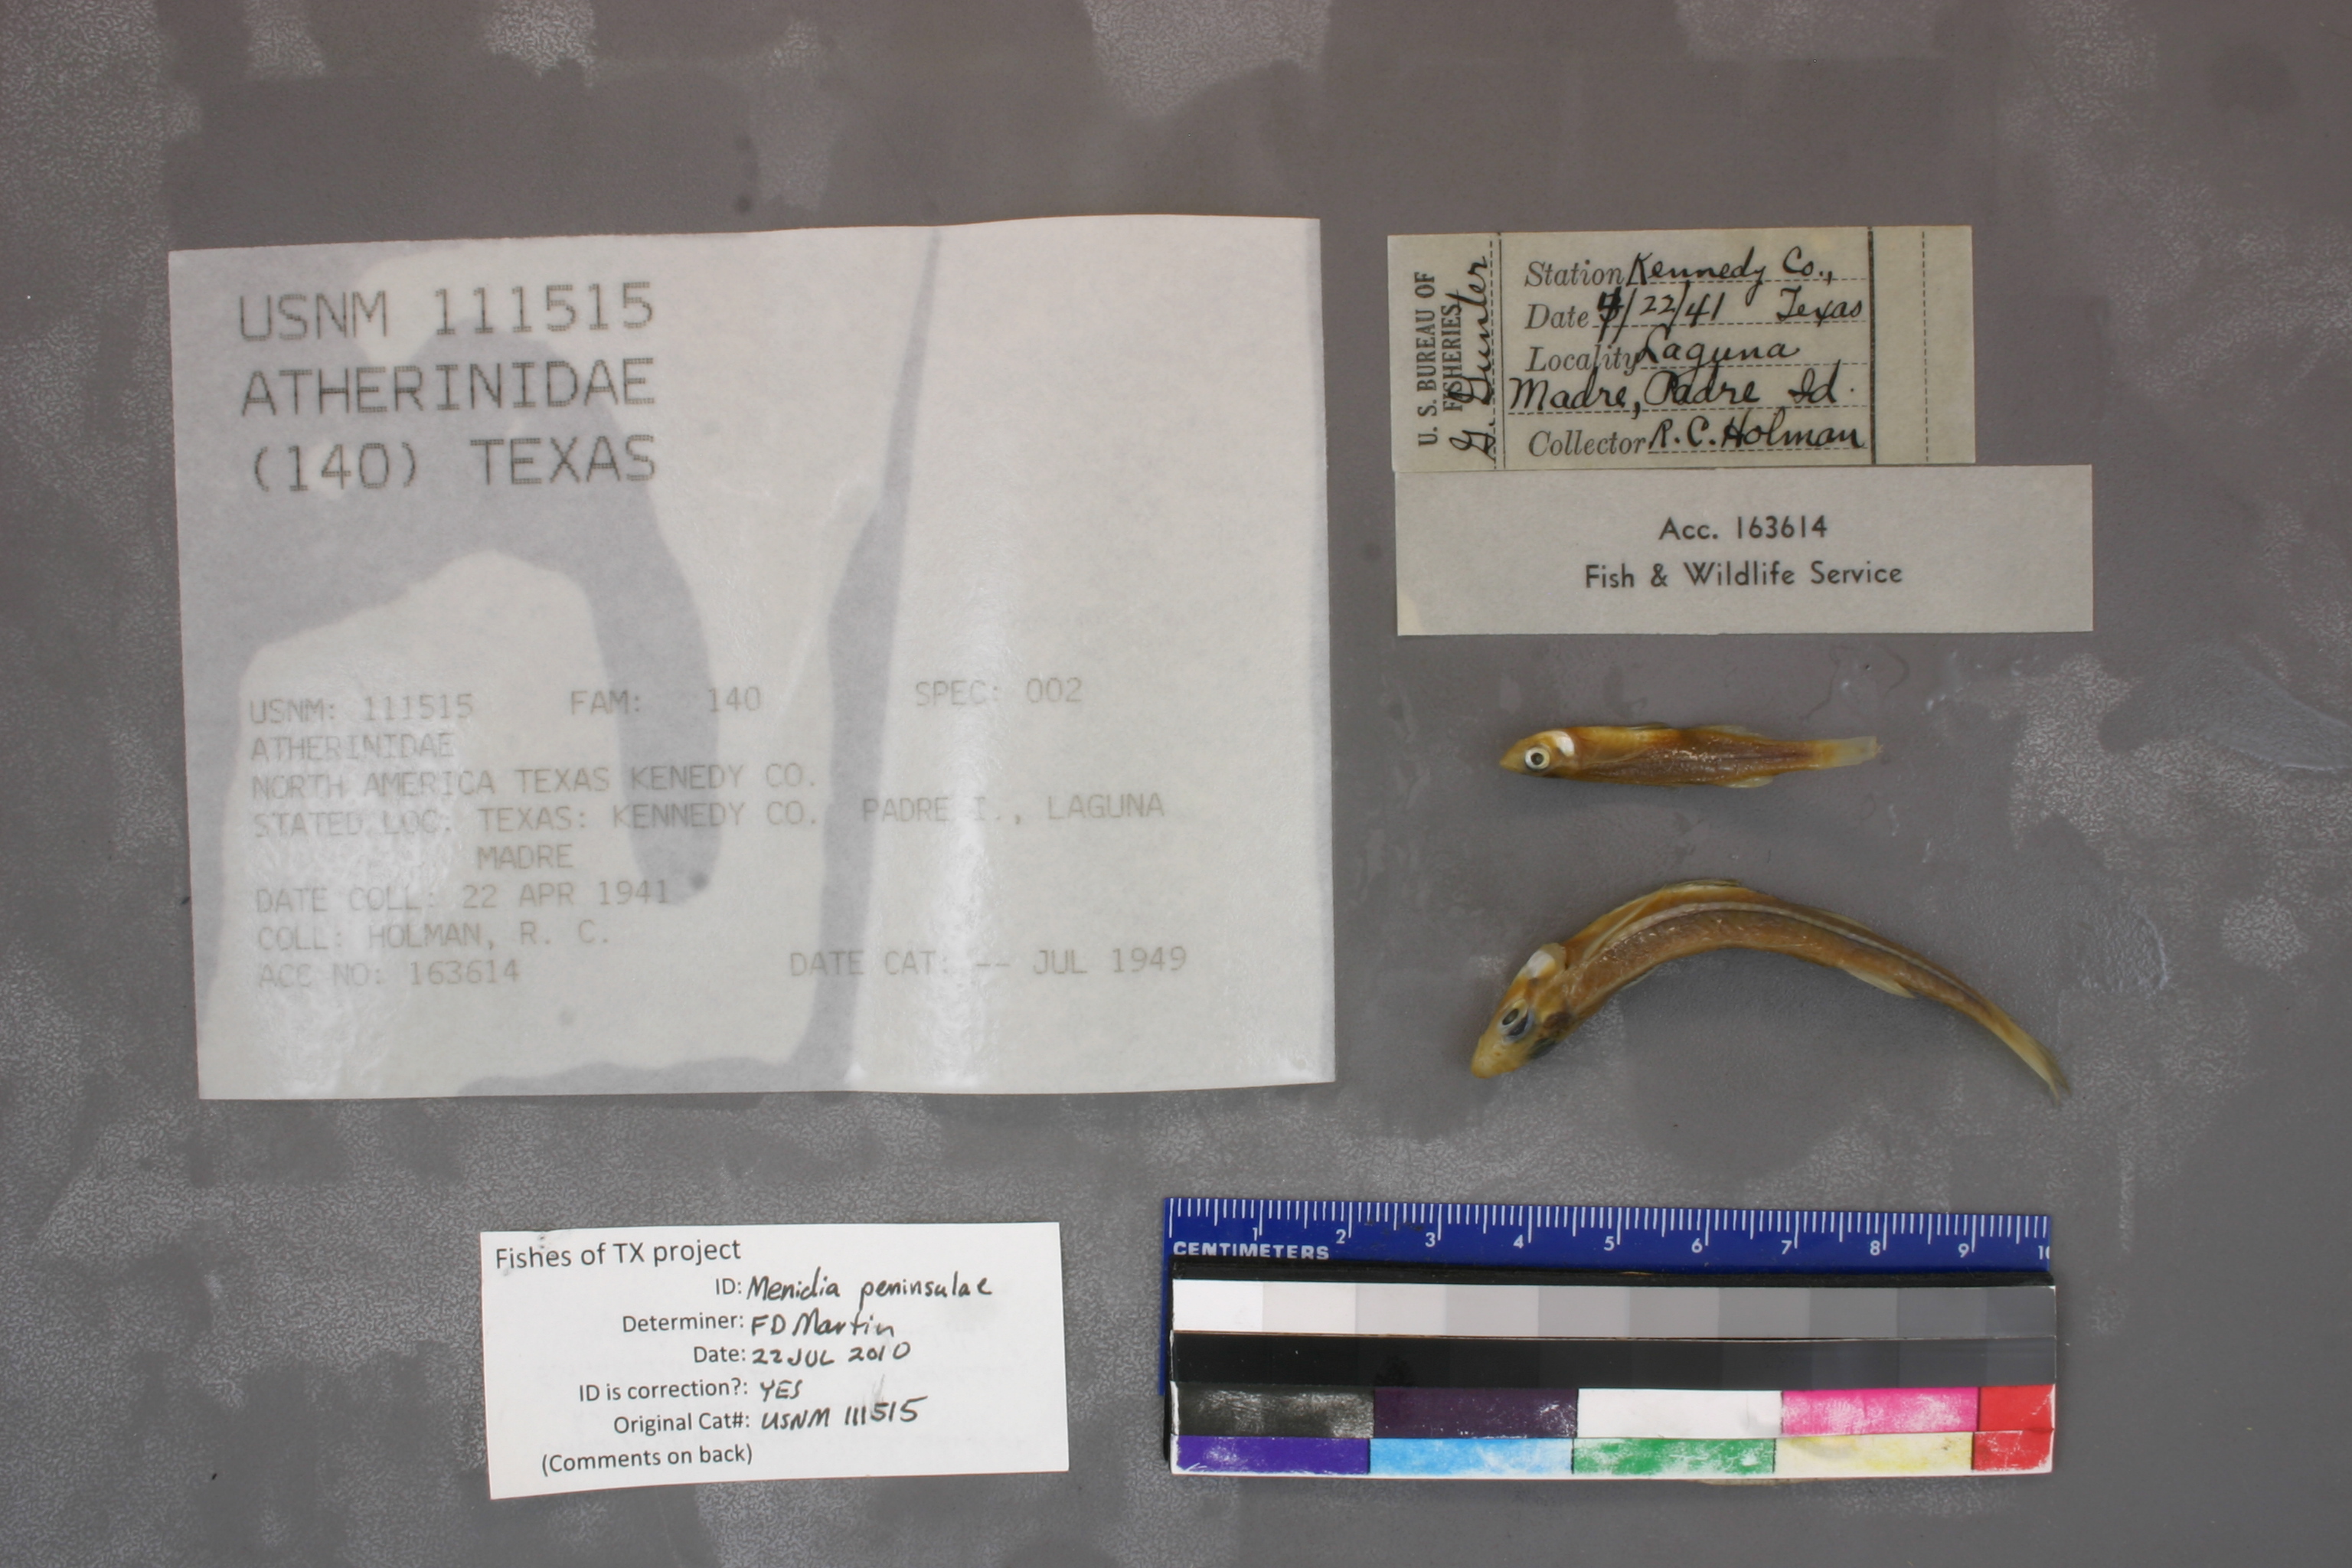 USNM 111515
ATHERINIDAE
(140) TEXAS
USNM: 111515 FAM: 140 SPEC: 002
ATHERINIDAE
NORTH AMERICA TEXAS KENEDY CO.
STATED LOC. TEXAS: KENNEDY CO. PADRE I., LAGUNA
MADRE
DATE COLL: 22 APR 1941
COLL: HOLMAN, R. C.
ACC NO: 163614 DATE CAT: -- JUL 1949
U. S. BUREAU OF
FISHERIES
G. Gunter
Station Kennedy Co.,
Date 4/22/41 Texas
Locality Laguna
Madre, Padre Id.
Collector R. C. Holman
Acc. 163614
Fish & Wildlife Service
Fishes of TX project
ID: Menidia peninsulae
Determiner: FD Martin
Date: 22 JUL 2010
ID is correction?: YES
Original Cat#: USNM 111515
(Comments on back)
1 2 3 4 5 6 7 8 9 10
CENTIMETERS